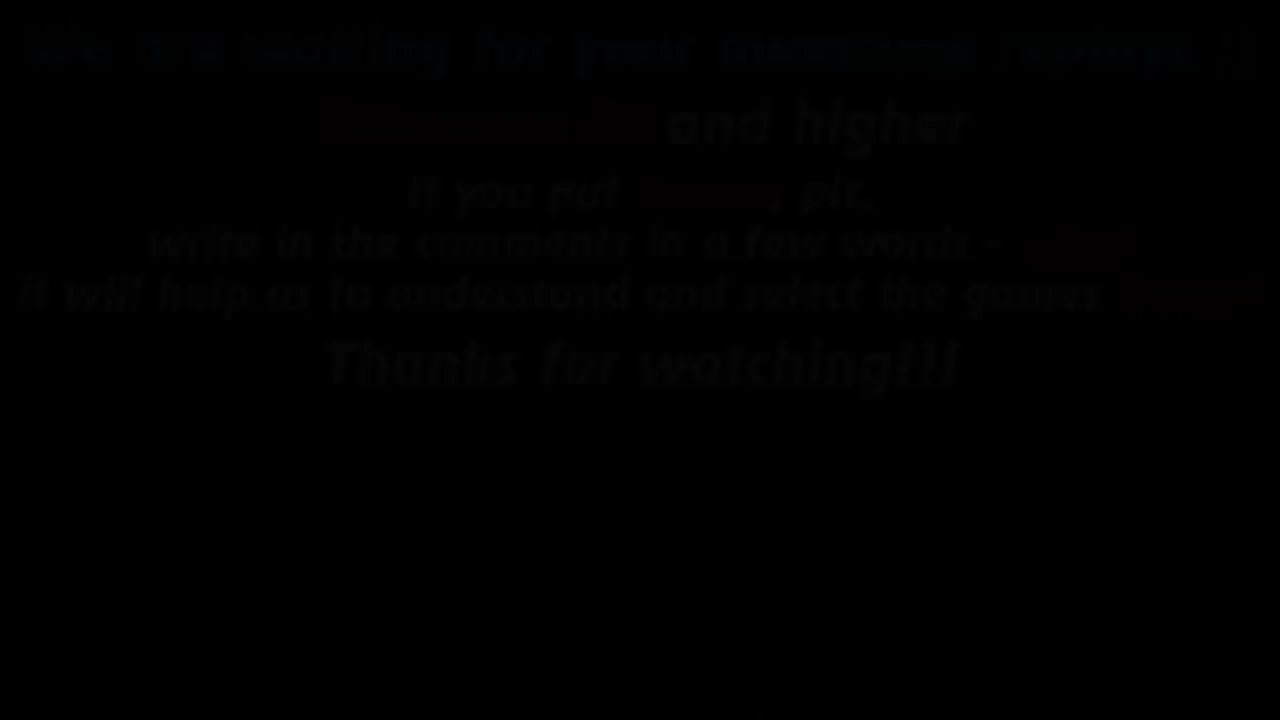 We are waiting for your awesome replays ;)
and higher
If you put , plz.
write in the comments in a few words -
It will help us to understand and select the games
Thanks for watching!!!